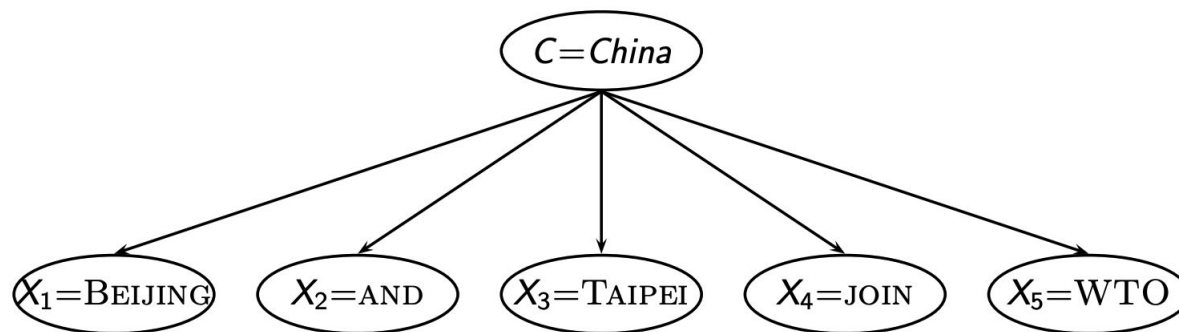 C=China
X₁=BEIJING
X₂=AND
X₃=TAIPEI
X₄=JOIN
X₅=WTO